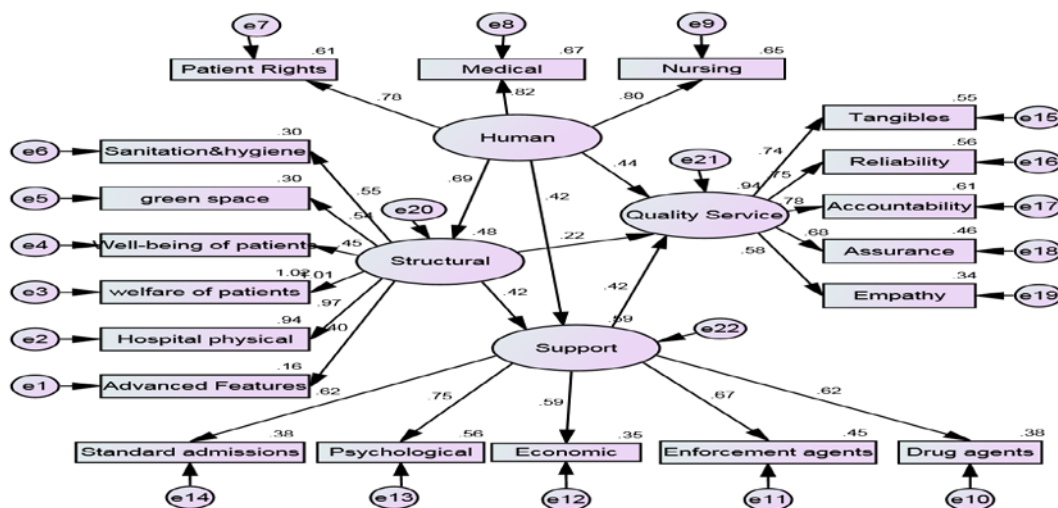 e7
e8
e9
.61
.67
.65
Patient Rights
Medical
Nursing
.78
.82
.80
.55
Tangibles
e15
.30
Human
e6
Sanitation&hygiene
.44
e21
.74
.56
Reliability
e16
.75
.30
.69
.94
.61
e5
green space
.55
.42
Quality Service
.78
Accountability
e17
.54
e20
.46
e4
Well-being of patients
.45
.48
.22
.68
Assurance
e18
Structural
.58
.34
1.02
1.01
e3
welfare of patients
.42
.42
Empathy
e19
.97
.94
.59
e22
e2
Hospital physical
.40
Support
.16
e1
Advanced Features
.62
.75
.59
.67
.62
.38
.56
.35
.45
.38
Standard admissions
Psychological
Economic
Enforcement agents
Drug agents
e14
e13
e12
e11
e10